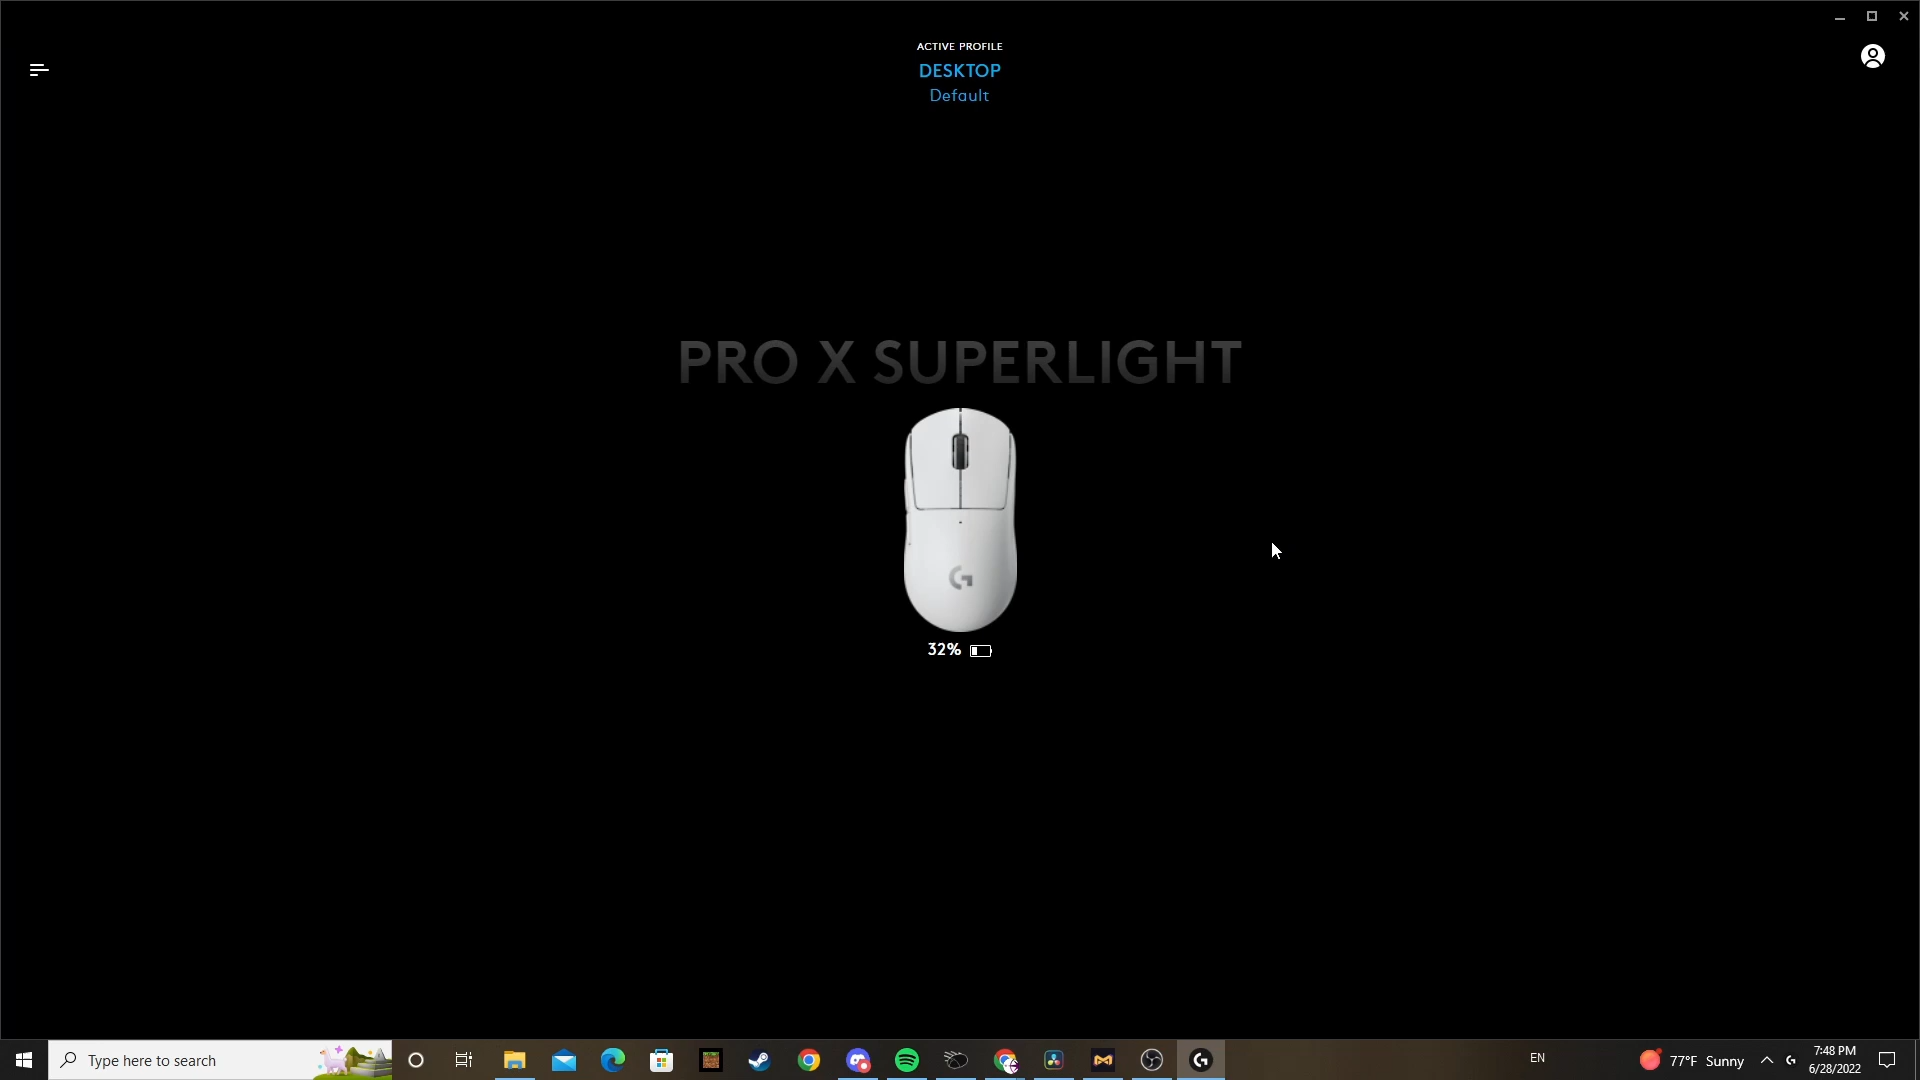 ACTIVE PROFILE
DESKTOP
Default
PRO X SUPERLIGHT
32%
Type here to search
EN
77°F Sunny
7:48 PM
6/28/2022